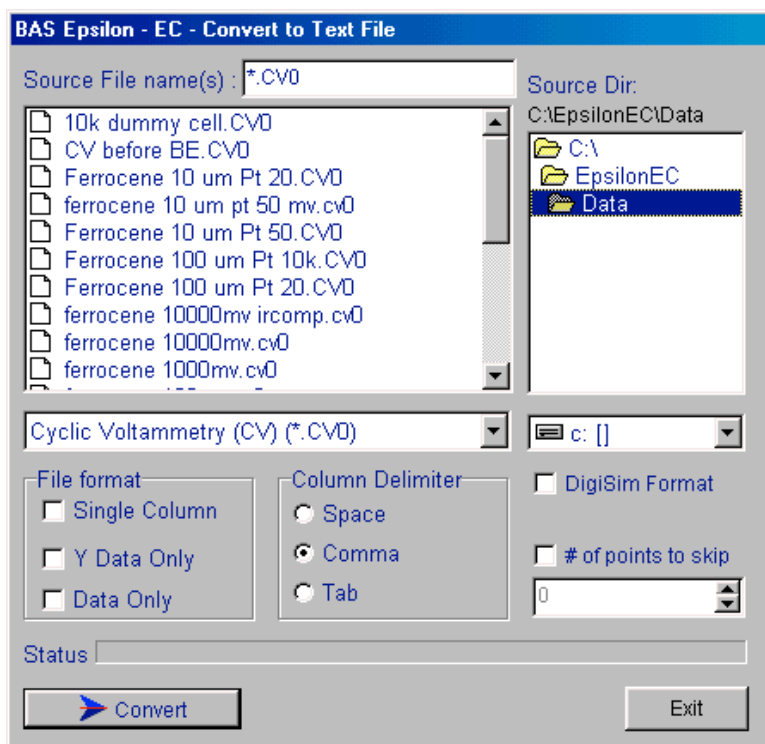 BAS Epsilon - EC - Convert to Text File
Source File name(s) : *.CV0
Source Dir:
C:\EpsilonEC\Data
10k dummy cell.CV0
CV before BE.CV0
Ferrocene 10 um Pt 20.CV0
ferrocene 10 um pt 50 mv.cv0
Ferrocene 10 um Pt 50.CV0
Ferrocene 100 um Pt 10k.CV0
Ferrocene 100 um Pt 20.CV0
ferrocene 10000mv ircomp.cv0
ferrocene 10000mv.cv0
ferrocene 1000mv.cv0
C:\
EpsilonEC
Data
Cyclic Voltammetry (CV) (*.CV0)
c: []
File format
Single Column
Y Data Only
Data Only
Column Delimiter
Space
Comma
Tab
DigiSim Format
# of points to skip
0
Status
Convert
Exit